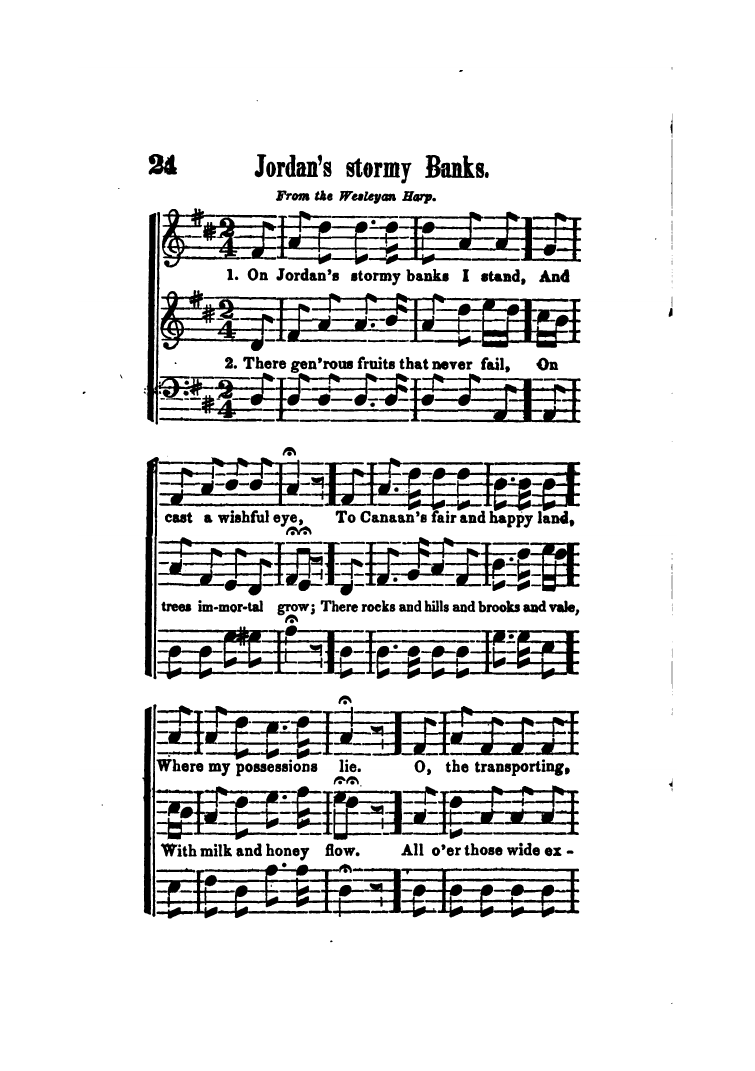 24 Jordan's stormy Banks.
From the Wesleyan Harp.
1. On Jordan's stormy banks I stand, And
2. There gen'rous fruits that never fail, On
cast a wishful eye, To Canaan's fair and happy land,
trees im-mor-tal grow; There rocks and hills and brooks and vale,
Where my possessions lie. O, the transporting,
With milk and honey flow. All o'er those wide ex -